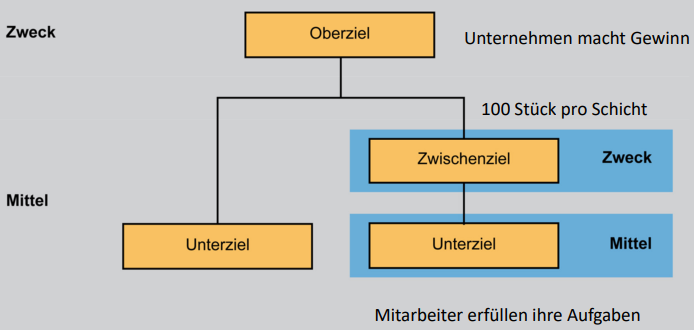 Zweck
Oberziel
Unternehmen macht Gewinn
100 Stück pro Schicht
Zwischenziel
Zweck
Mittel
Unterziel
Unterziel
Mittel
Mitarbeiter erfüllen ihre Aufgaben